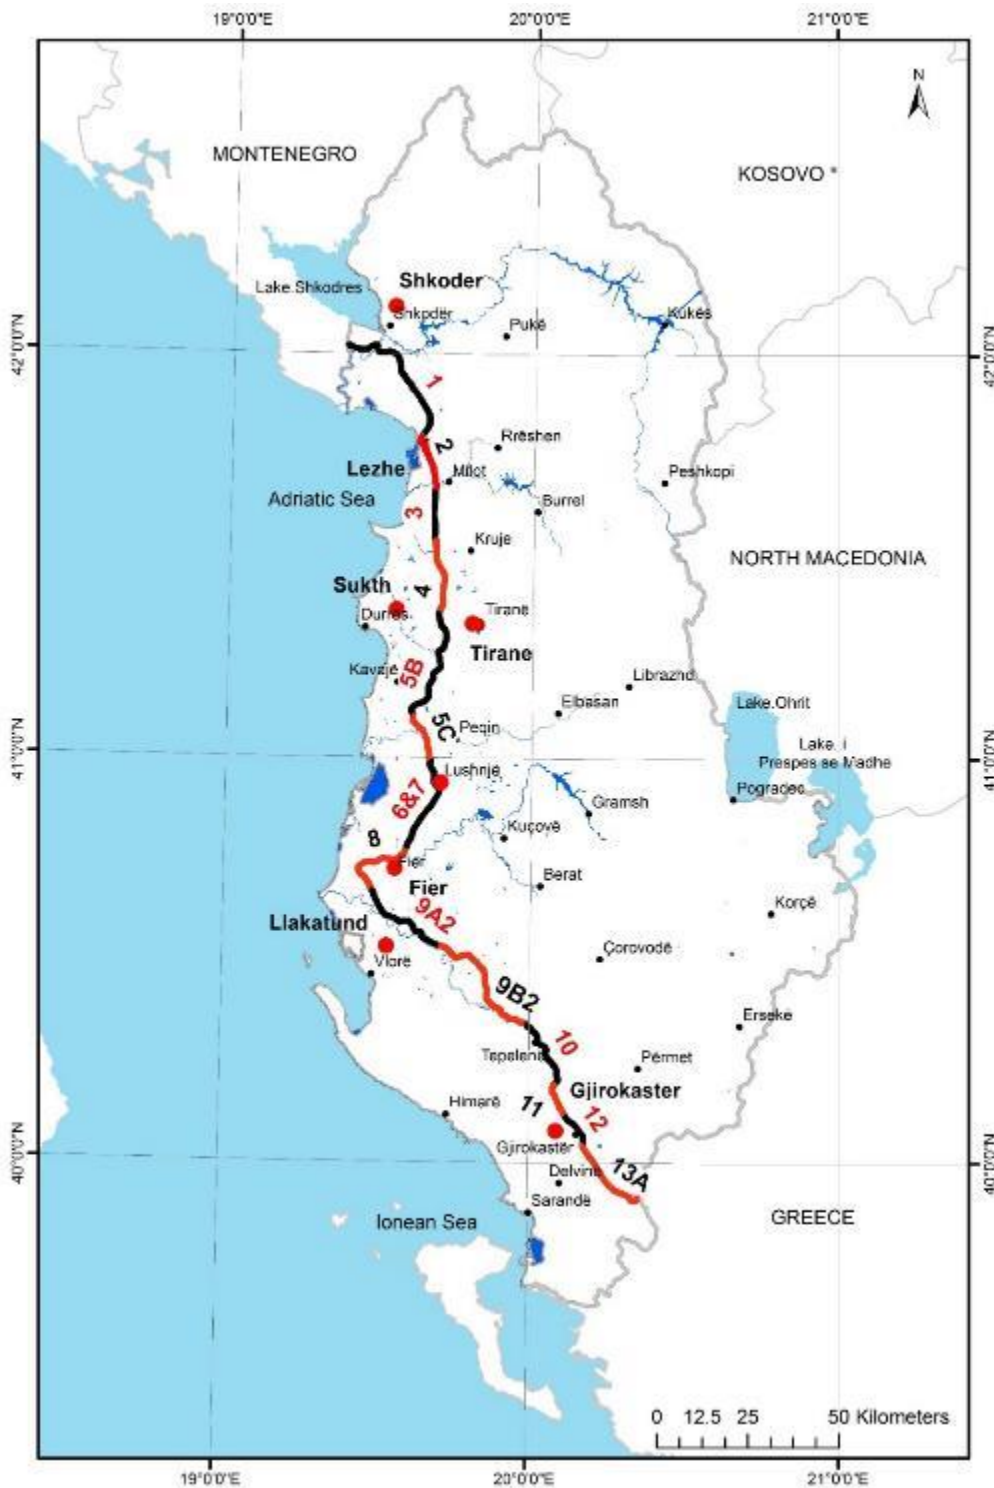 19°0'0"E
20°0'0"E
21°0'0"E
N
MONTENEGRO
KOSOVO
Lake.Shkodres
Shkoder
Shkodër
Pukë
Kukës
42°0'0"N
42°0'0"N
1
2
Rrëshen
Lezhe
Milot
Peshkopi
Adriatic Sea
3
Burrel
Kruje
NORTH MACEDONIA
Sukth
4
Durrës
Tiranë
Tirane
Kavajë
5B
Librazhd
Elbasan
Lake.Ohrit
5C
Peqin
Lake. i
Prespes se Madhe
41°0'0"N
41°0'0"N
Lushnjë
Pogradec
6&7
Gramsh
8
Kuçovë
Fier
Berat
Fier
9A2
Korçë
Llakatund
Vlorë
Çorovodë
9B2
Erseke
10
Tepelene
Përmet
Gjirokaster
11
Himarë
12
Gjirokastër
40°0'0"N
40°0'0"N
13A
Delvine
Sarandë
Ionean Sea
GREECE
0 12.5 25 50 Kilometers
19°0'0"E
20°0'0"E
21°0'0"E